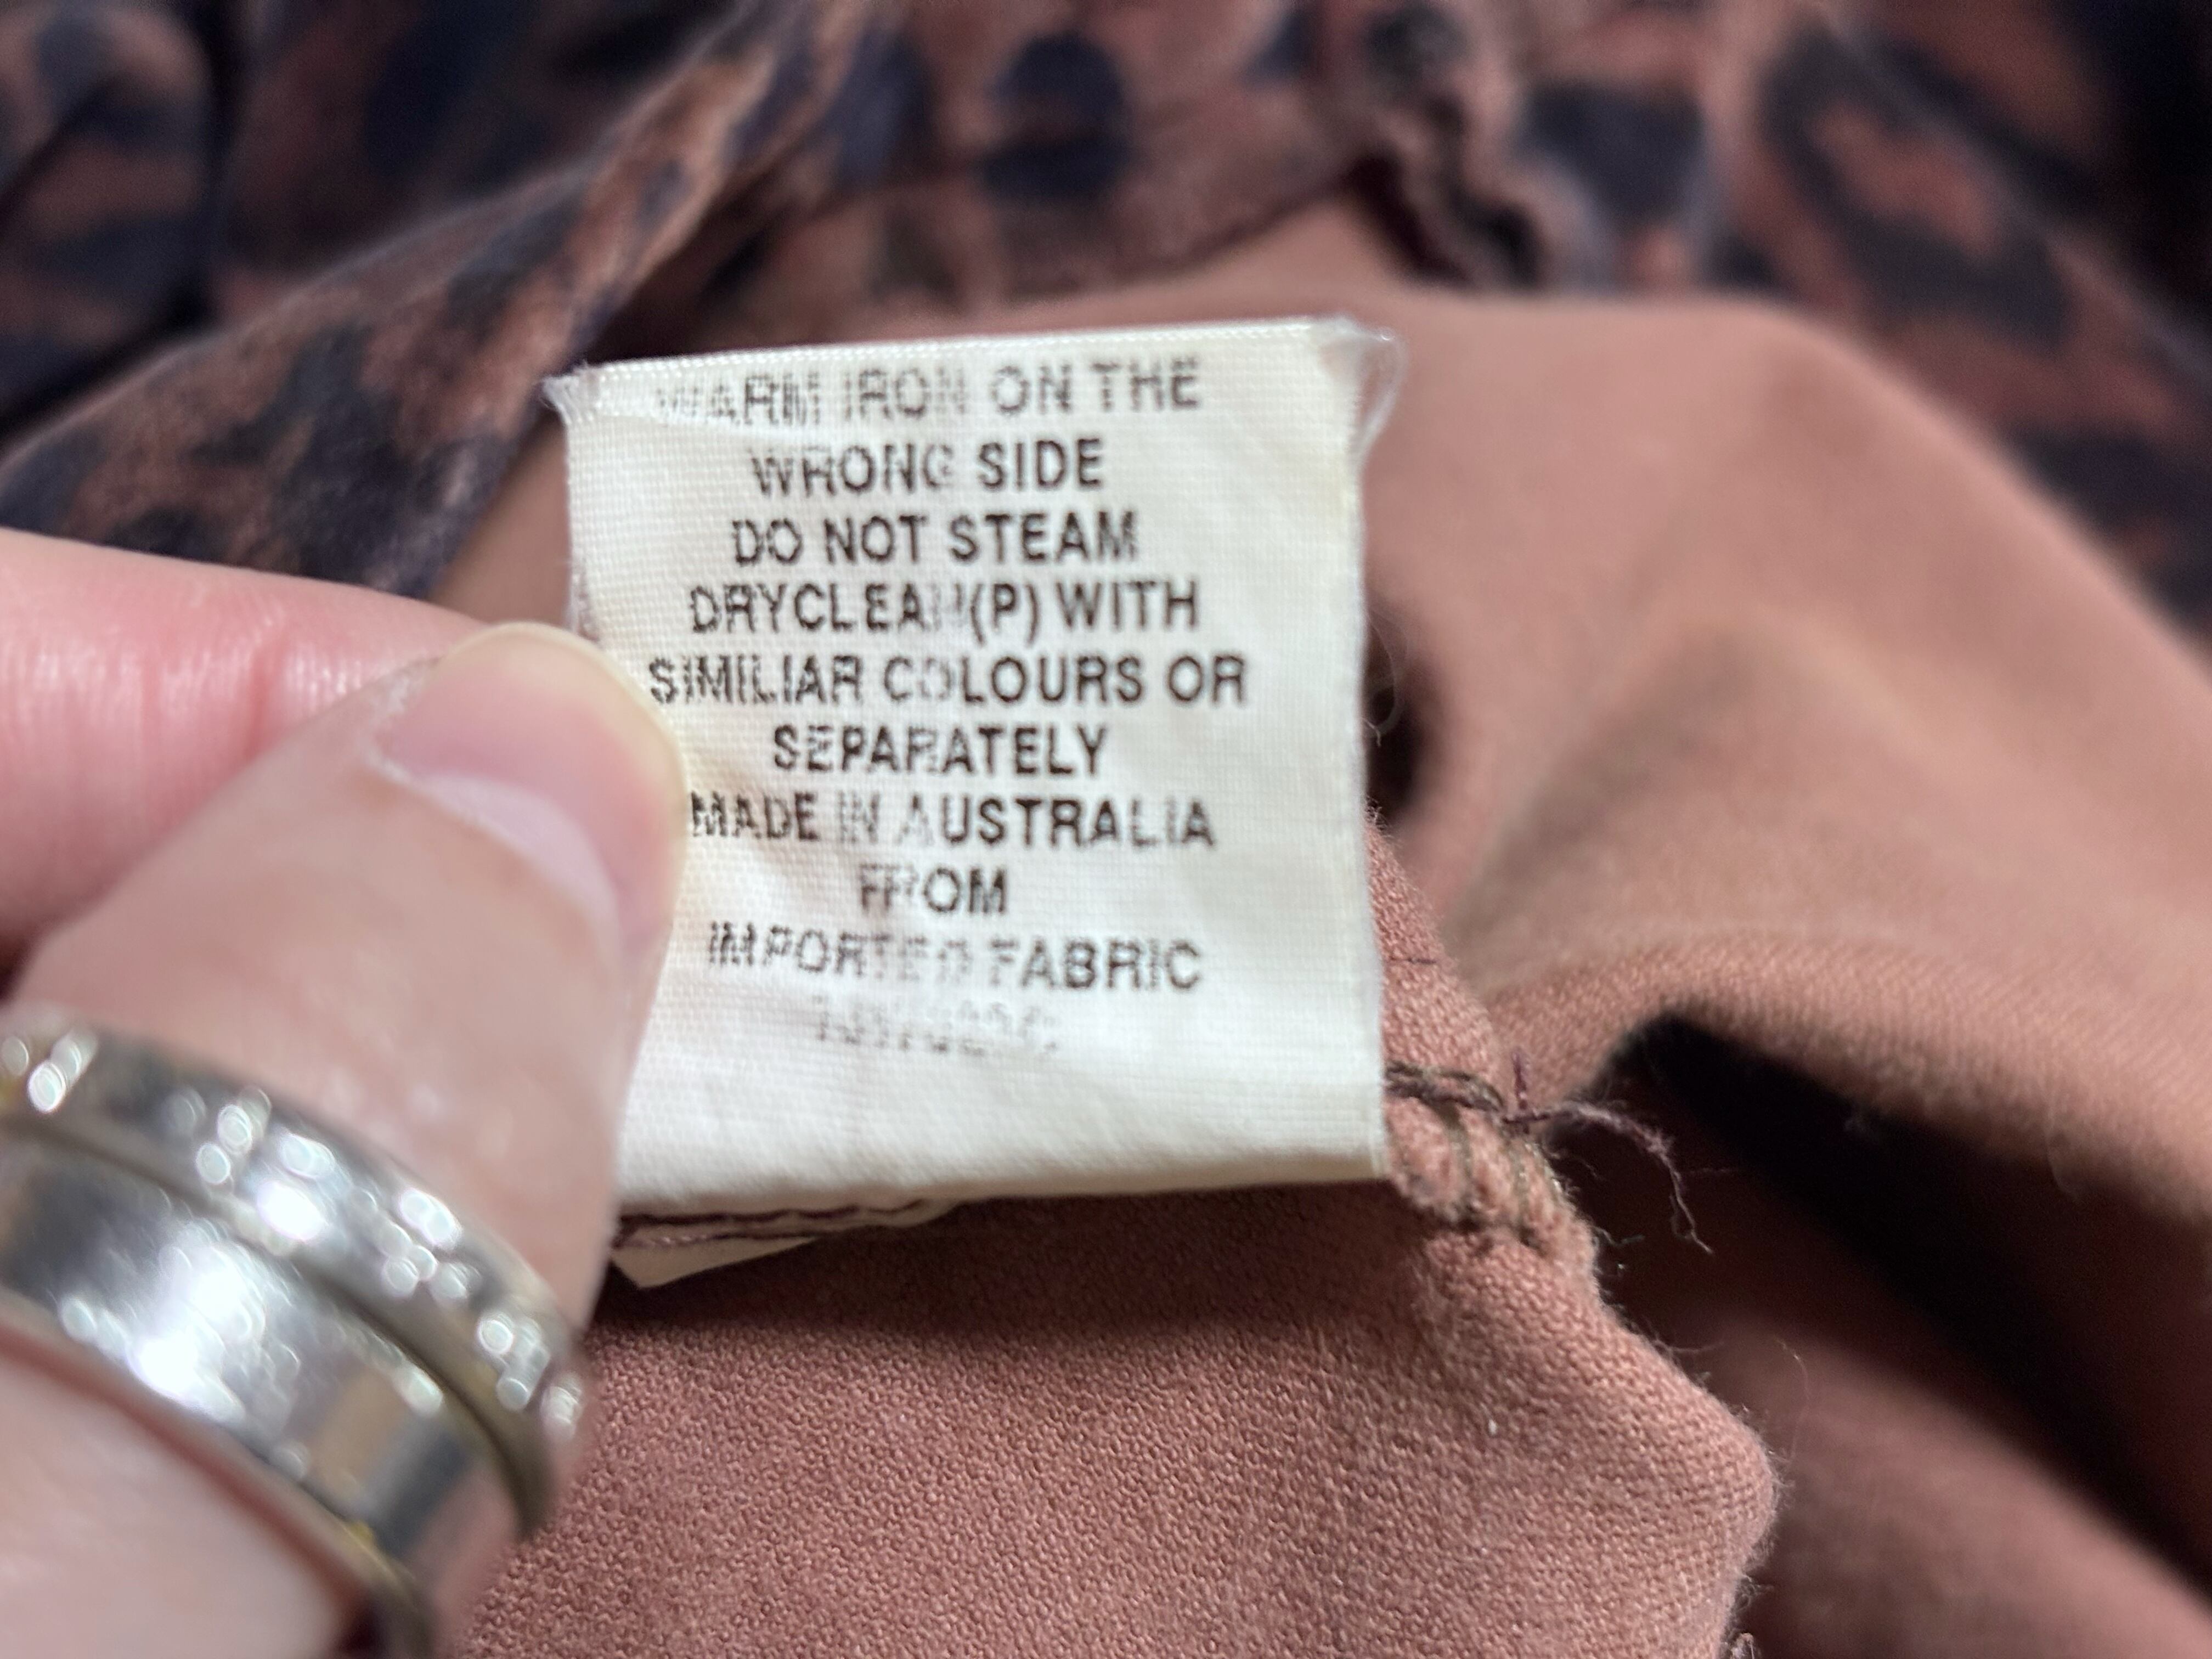 WARM IRON ON THE
WRONG SIDE
DO NOT STEAM
DRYCLEAN(P) WITH
SIMILIAR COLOURS OR
SEPARATELY
MADE IN AUSTRALIA
FROM
IMPORTED FABRIC